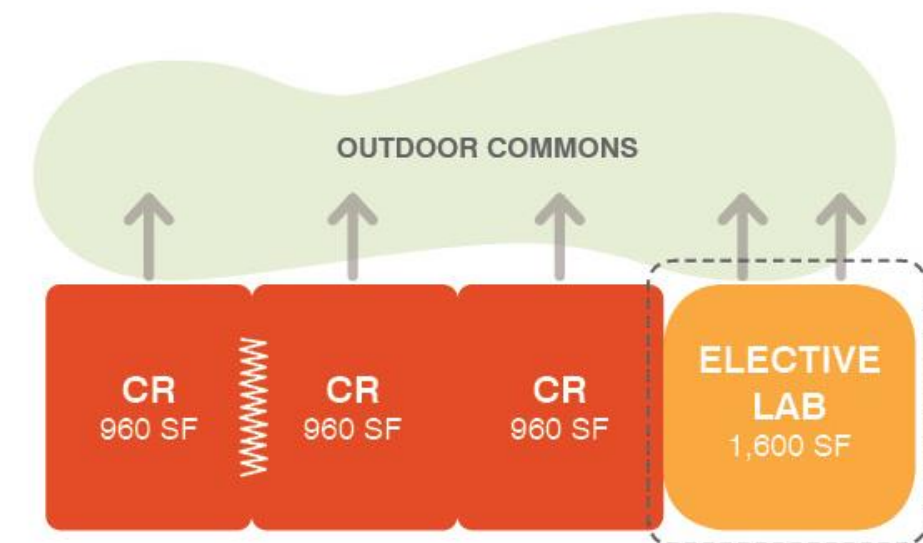 OUTDOOR COMMONS
CR
960 SF
CR
960 SF
CR
960 SF
ELECTIVE
LAB
1,600 SF